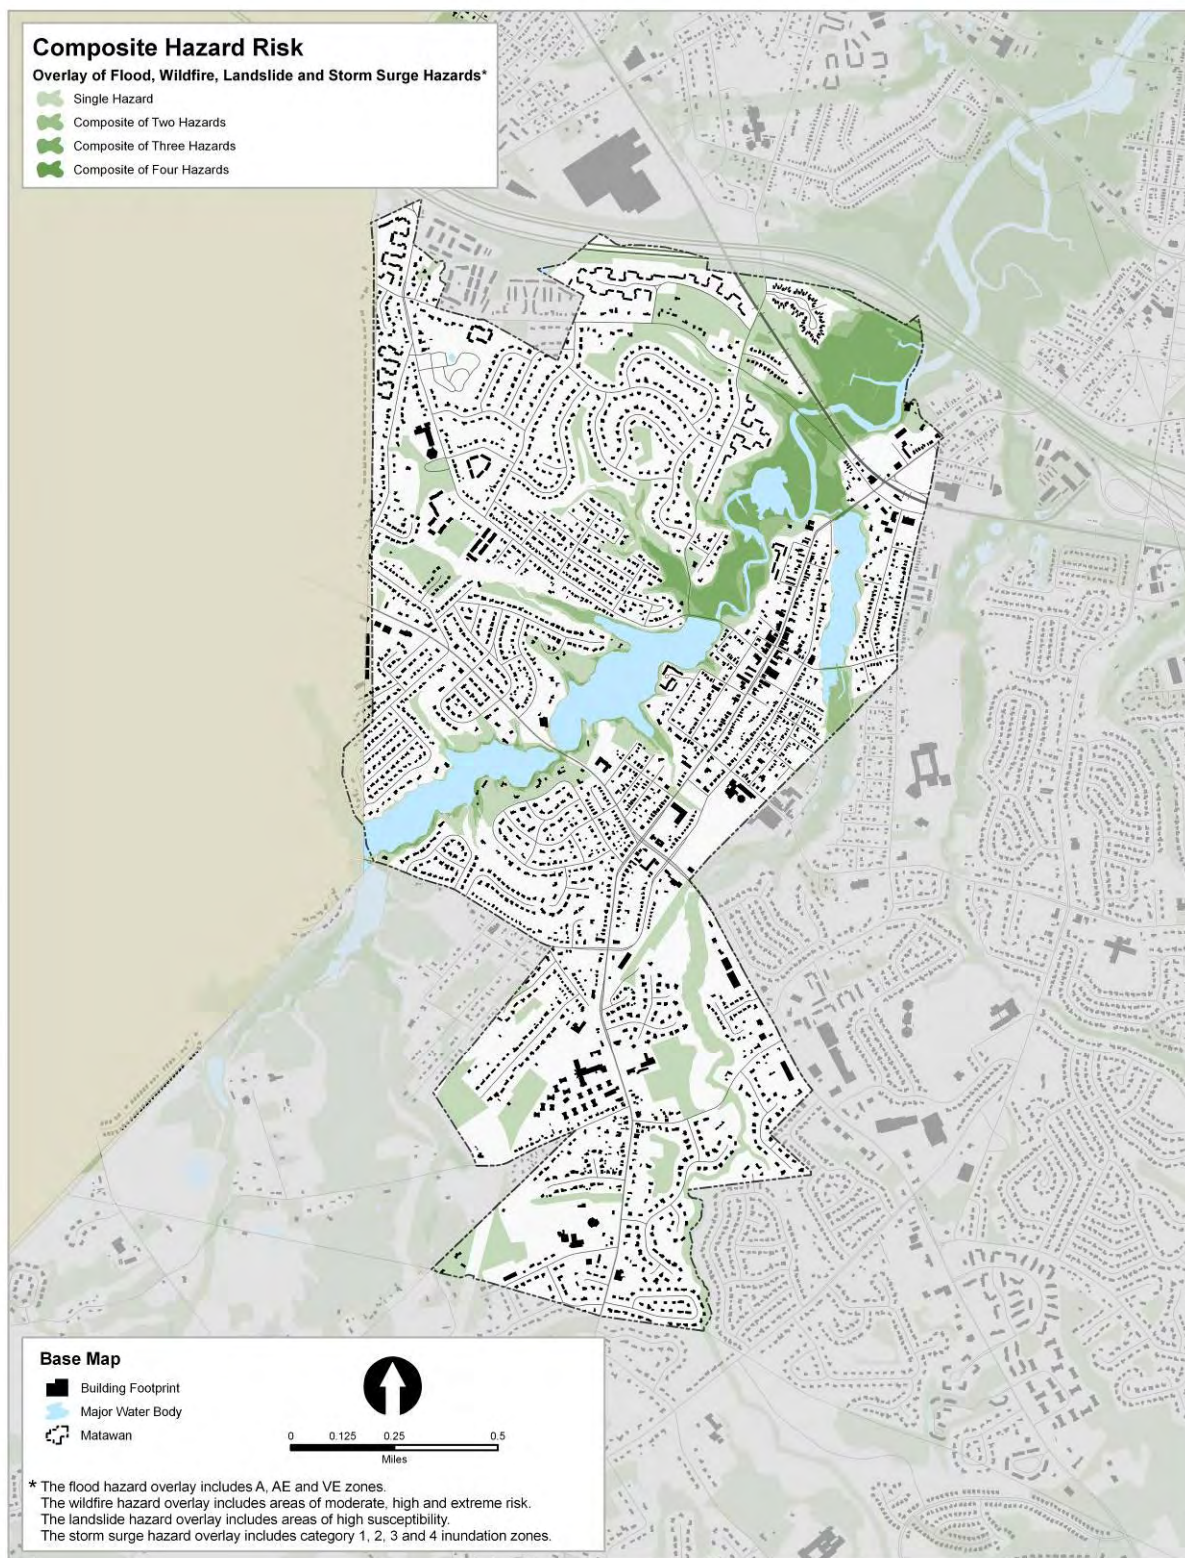 Composite Hazard Risk
Overlay of Flood, Wildfire, Landslide and Storm Surge Hazards*
Single Hazard
Composite of Two Hazards
Composite of Three Hazards
Composite of Four Hazards
Base Map
Building Footprint
Major Water Body
Matawan
0 0.125 0.25 0.5
Miles
* The flood hazard overlay includes A, AE and VE zones.
The wildfire hazard overlay includes areas of moderate, high and extreme risk.
The landslide hazard overlay includes areas of high susceptibility.
The storm surge hazard overlay includes category 1, 2, 3 and 4 inundation zones.